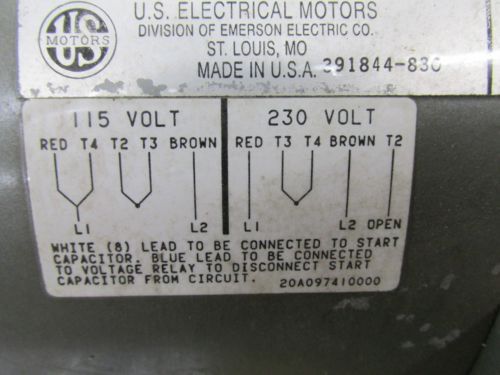 U.S. ELECTRICAL MOTORS
DIVISION OF EMERSON ELECTRIC CO.
ST. LOUIS, MO
MADE IN U.S.A. 391844-830
US
MOTORS
115 VOLT
RED T4 T2 T3 BROWN
L1 L2
230 VOLT
RED T3 T4 BROWN T2
L1 L2 OPEN
WHITE (8) LEAD TO BE CONNECTED TO START
CAPACITOR. BLUE LEAD TO BE CONNECTED
TO VOLTAGE RELAY TO DISCONNECT START
CAPACITOR FROM CIRCUIT. 20A097410000